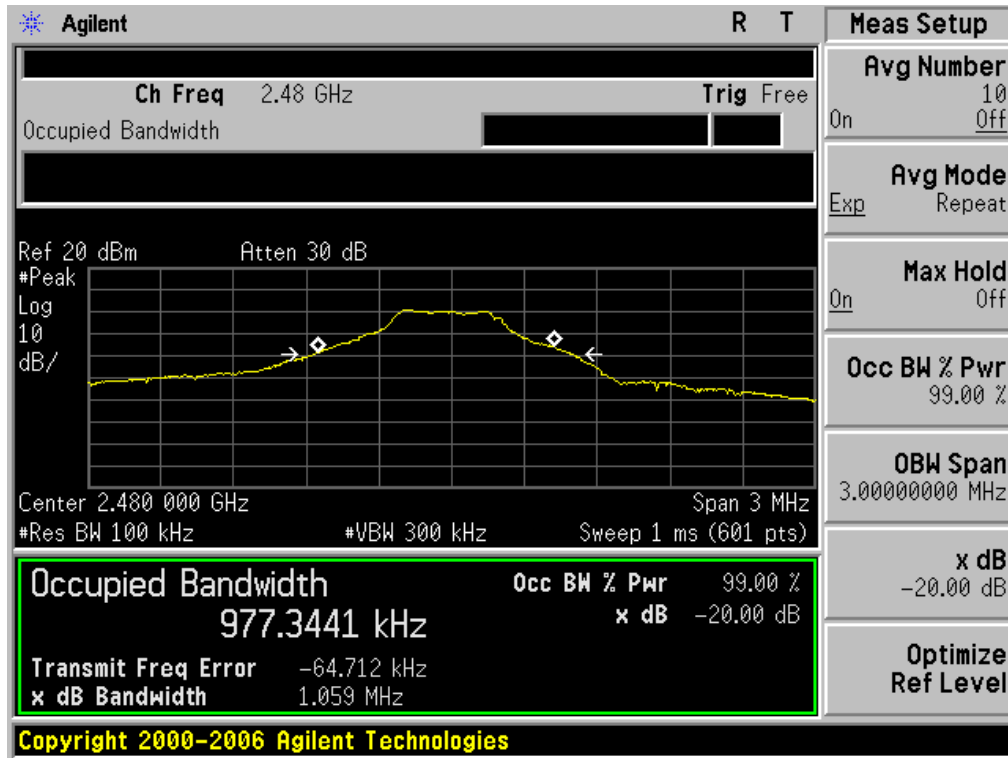 Agilent R T
Ch Freq 2.48 GHz Trig Free
Occupied Bandwidth
Ref 20 dBm Atten 30 dB
#Peak
Log
10
dB/
Center 2.480 000 GHz Span 3 MHz
#Res BW 100 kHz #VBW 300 kHz Sweep 1 ms (601 pts)
Occupied Bandwidth
977.3441 kHz
Occ BW % Pwr 99.00 %
x dB -20.00 dB
Transmit Freq Error -64.712 kHz
x dB Bandwidth 1.059 MHz
Copyright 2000-2006 Agilent Technologies
Meas Setup
Avg Number
10
On Off
Avg Mode
Exp Repeat
Max Hold
On Off
Occ BW % Pwr
99.00 %
OBW Span
3.00000000 MHz
x dB
-20.00 dB
Optimize
Ref Level